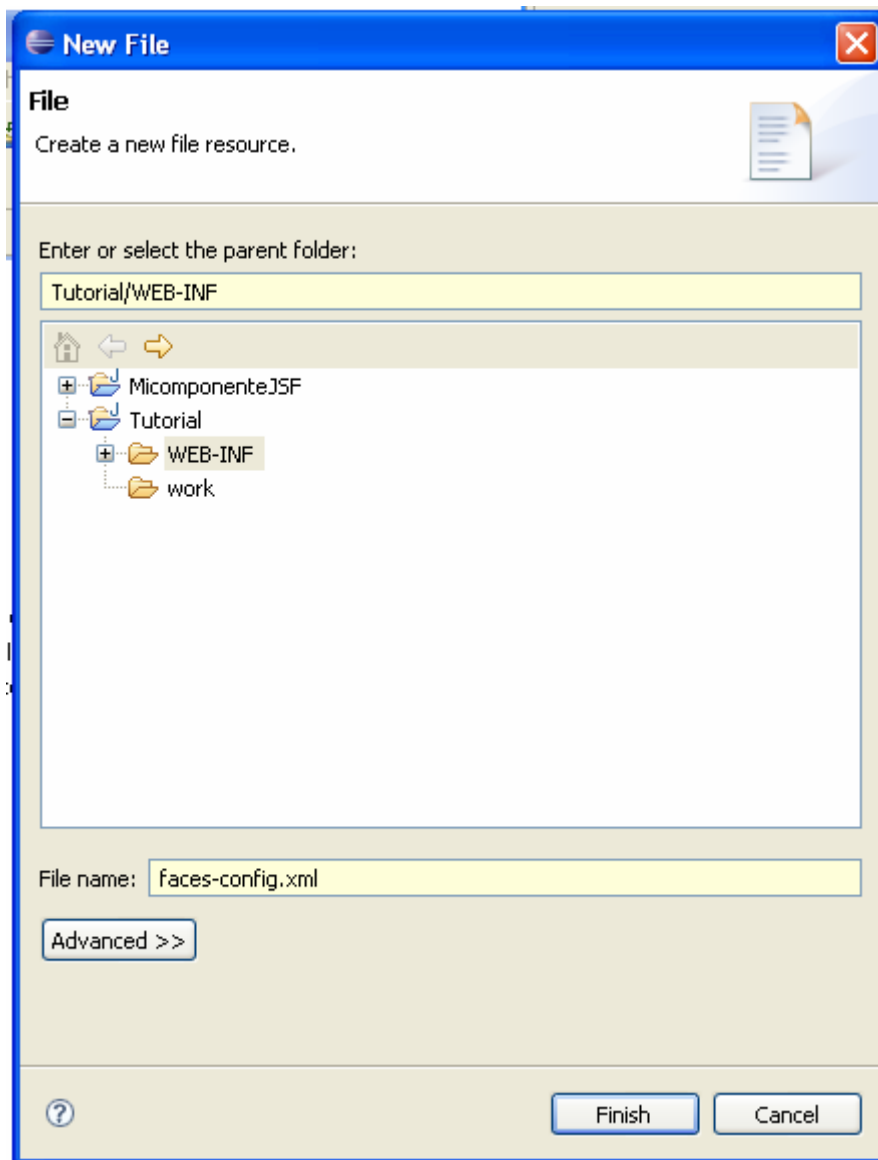 New File
File
Create a new file resource.
Enter or select the parent folder:
Tutorial/WEB-INF
MicomponenteJSF
Tutorial
WEB-INF
work
File name: faces-config.xml
Advanced >>
Finish Cancel